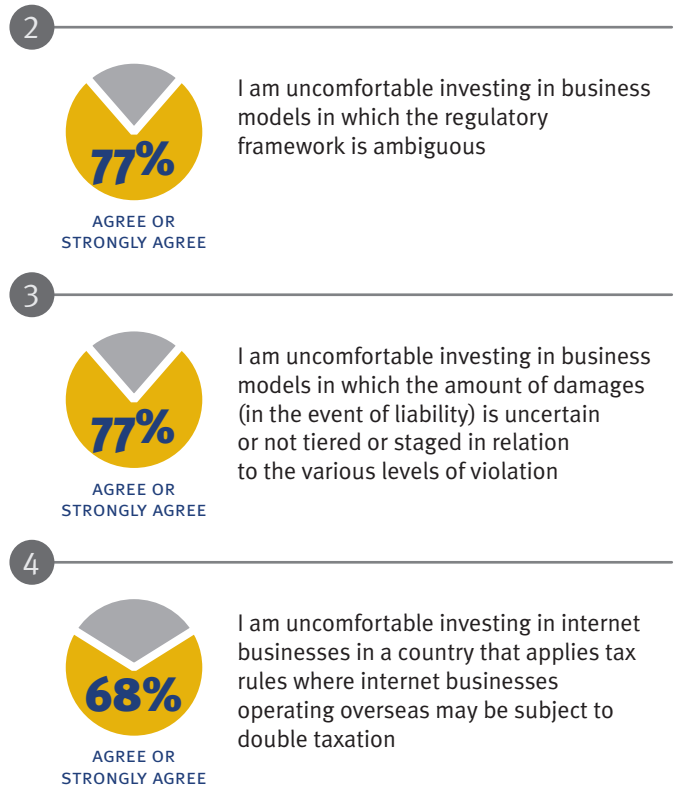 2
77%
AGREE OR
STRONGLY AGREE
I am uncomfortable investing in business
models in which the regulatory
framework is ambiguous
3
77%
AGREE OR
STRONGLY AGREE
I am uncomfortable investing in business
models in which the amount of damages
(in the event of liability) is uncertain
or not tiered or staged in relation
to the various levels of violation
4
68%
AGREE OR
STRONGLY AGREE
I am uncomfortable investing in internet
businesses in a country that applies tax
rules where internet businesses
operating overseas may be subject to
double taxation